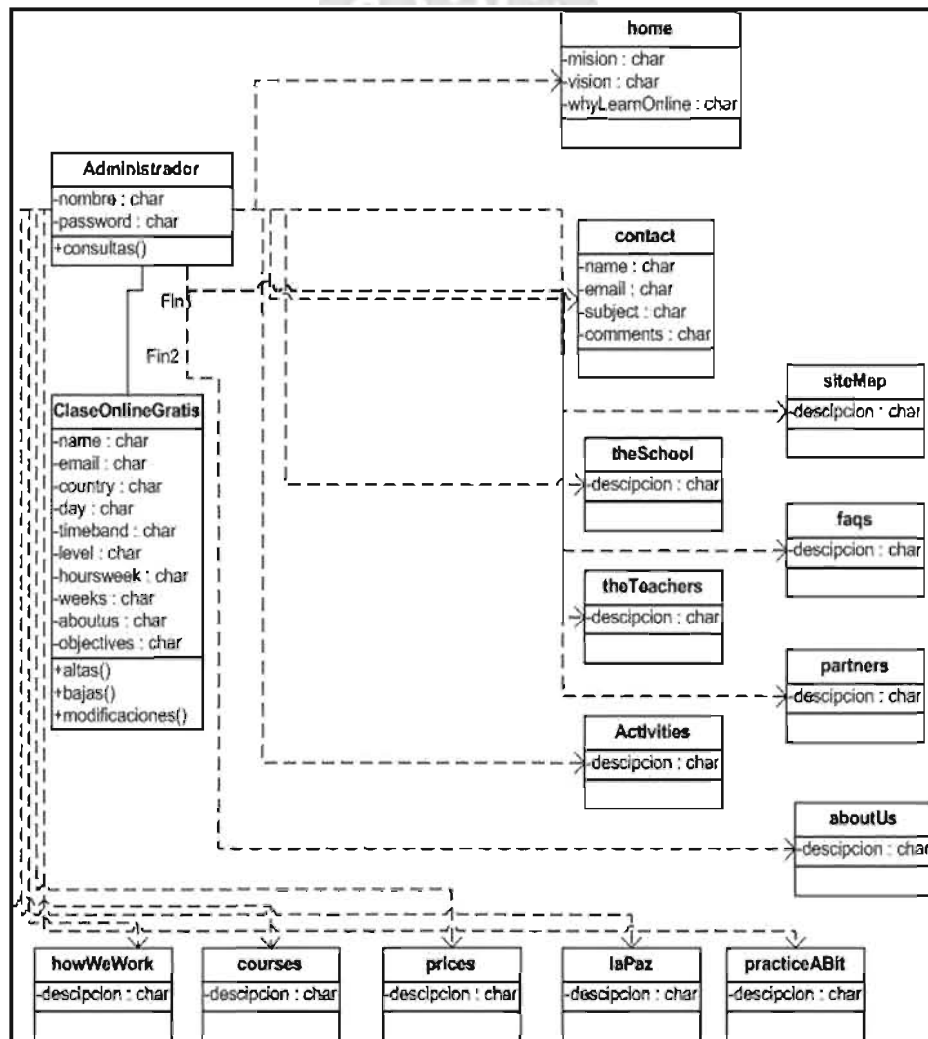 home
-mision : char
-vision : char
-whyLearnOnline : char
Administrador
-nombre : char
-password : char
+consultas()
contact
-name : char
-email : char
-subject : char
-comments : char
Fin
Fin2
siteMap
-descipcion : char
ClaseOnlineGratis
-name : char
-email : char
-country : char
-day : char
-timeband : char
-level : char
-hoursweek : char
-weeks : char
-aboutus : char
-objectives : char
+altas()
+bajas()
+modificaciones()
theSchool
-descipcion : char
faqs
-descipcion : char
theTeachers
-descipcion : char
partners
-descipcion : char
Activities
-descipcion : char
aboutUs
-descipcion : char
howWeWork
-descipcion : char
courses
-descipcion : char
prices
-descipcion : char
laPaz
-descipcion : char
practiceABit
-descipcion : char